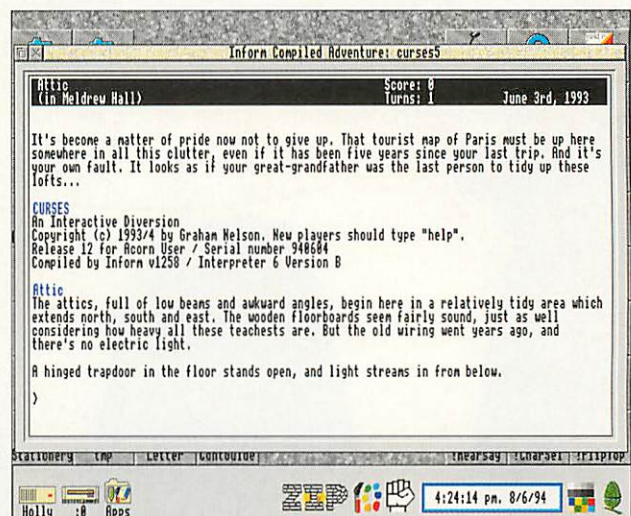 Inform Compiled Adventure: curses5
Attic Score: 0
(in Meldrew Hall) Turns: 1 June 3rd, 1993
It's become a matter of pride now not to give up. That tourist map of Paris must be up here
somewhere in all this clutter, even if it has been five years since your last trip. And it's
your own fault. It looks as if your great-grandfather was the last person to tidy up these
lofts...
CURSES
An Interactive Diversion
Copyright (c) 1993/4 by Graham Nelson. New players should type "help".
Release 12 for Acorn User / Serial number 940604
Compiled by Inform v1258 / Interpreter 6 Version B
Attic
The attics, full of low beams and awkward angles, begin here in a relatively tidy area which
extends north, south and east. The wooden floorboards seem fairly sound, just as well
considering how heavy all these teachests are. But the old wiring went years ago, and
there's no electric light.
A hinged trapdoor in the floor stands open, and light streams in from below.
>
Stationery tmp Letter !Hearsay !CharSel !FlipTop
ZIP 4:24:14 pm. 8/6/94
Holly :0 Apps